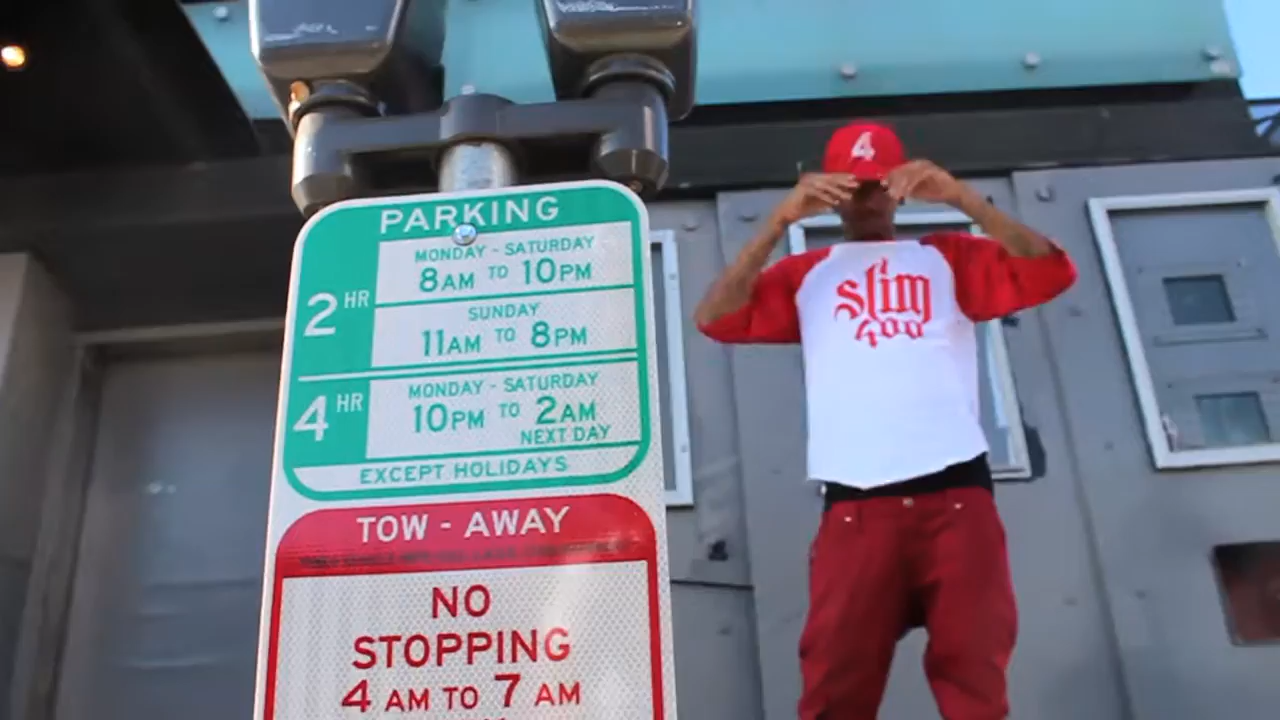 PARKING
2 HR
MONDAY - SATURDAY
8AM TO 10PM
SUNDAY
11AM TO 8PM
4 HR
MONDAY - SATURDAY
10PM TO 2AM
NEXT DAY
EXCEPT HOLIDAYS
TOW - AWAY
NO
STOPPING
4 AM TO 7 AM
4
slim
400